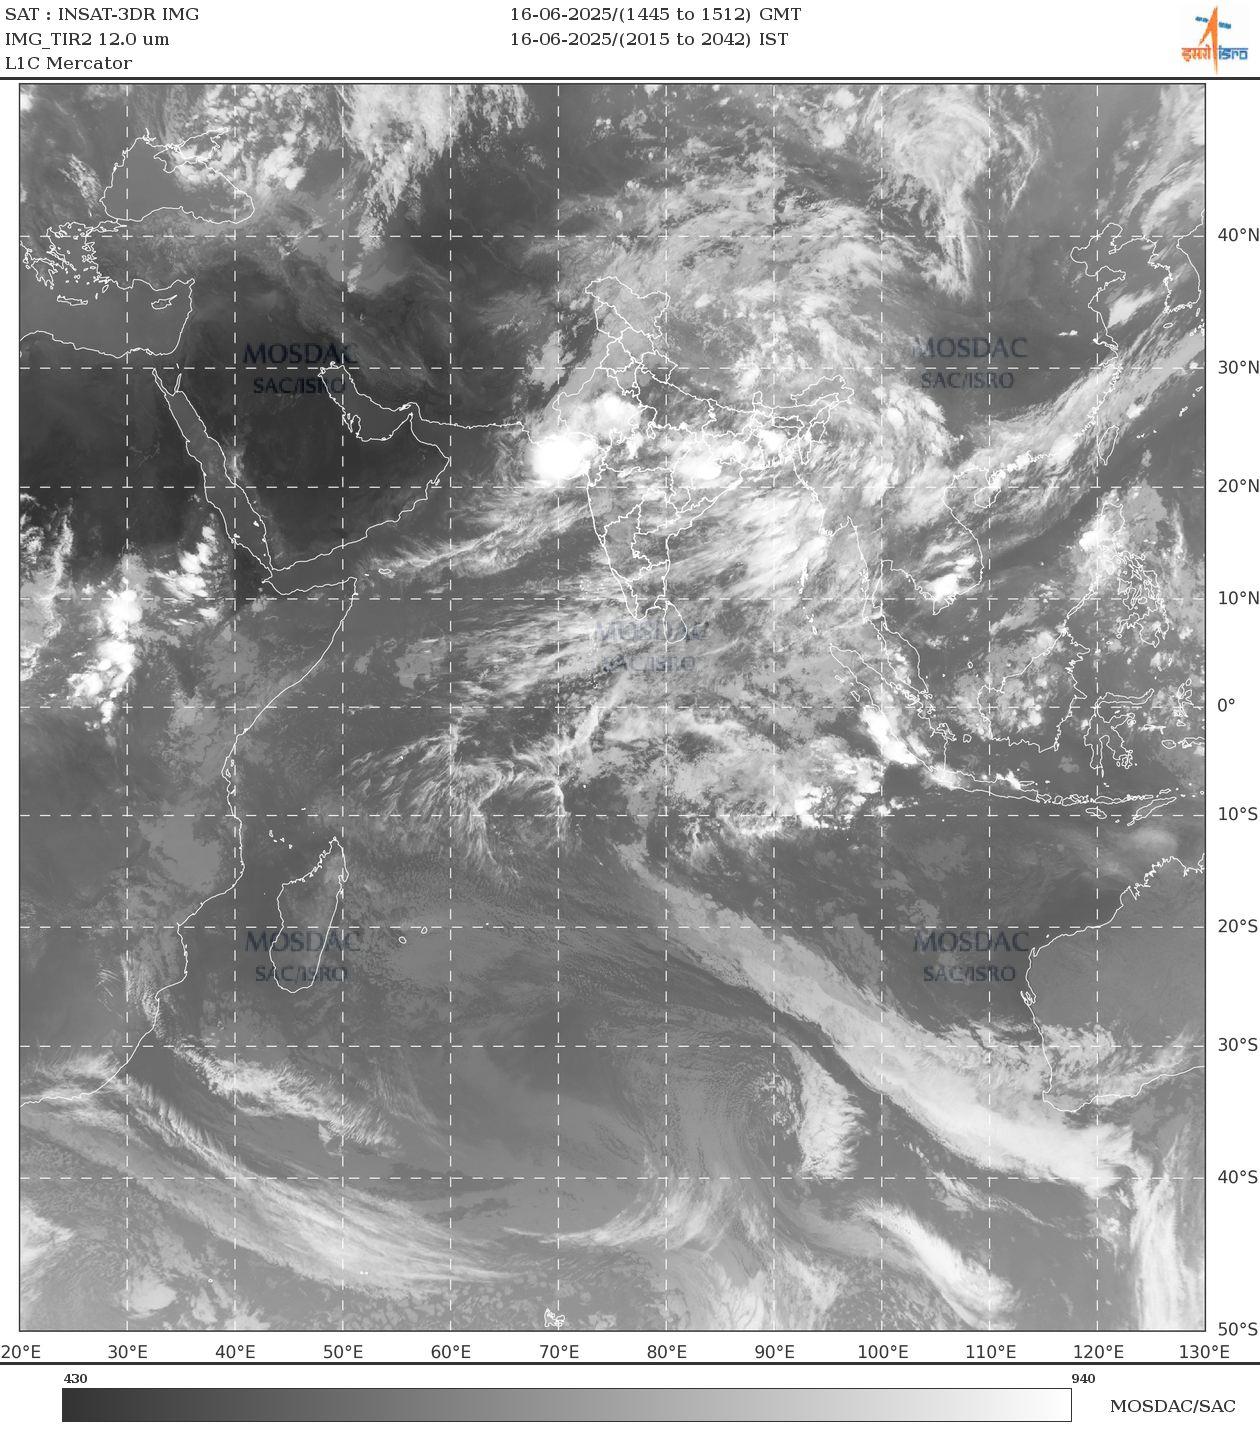 SAT : INSAT-3DR IMG
16-06-2025/(1445 to 1512) GMT
IMG_TIR2 12.0 um
16-06-2025/(2015 to 2042) IST
L1C Mercator
इसरो isro
40°N
MOSDAC
SAC/ISRO
MOSDAC
SAC/ISRO
30°N
20°N
10°N
MOSDAC
SAC/ISRO
0°
10°S
20°S
MOSDAC
SAC/ISRO
MOSDAC
SAC/ISRO
30°S
40°S
50°S
20°E 30°E 40°E 50°E 60°E 70°E 80°E 90°E 100°E 110°E 120°E 130°E
430
940
MOSDAC/SAC